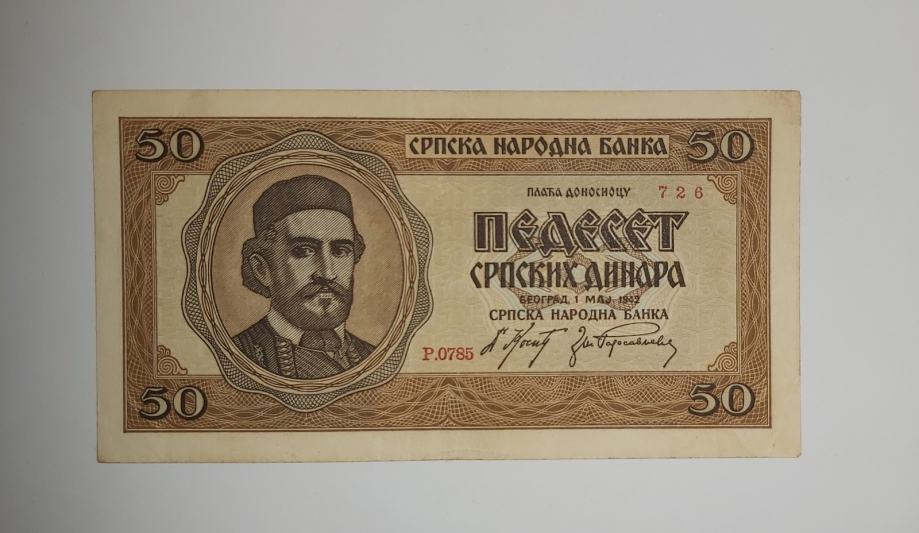 50 СРПСКА НАРОДНА БАНКА 50
ПЛАЋА ДОНОСИОЦУ 726
ПЕДЕСЕТ
СРПСКИХ ДИНАРА
БЕОГРАД, 1 МАЈ 1942
СРПСКА НАРОДНА БАНКА
P.0785
50 50